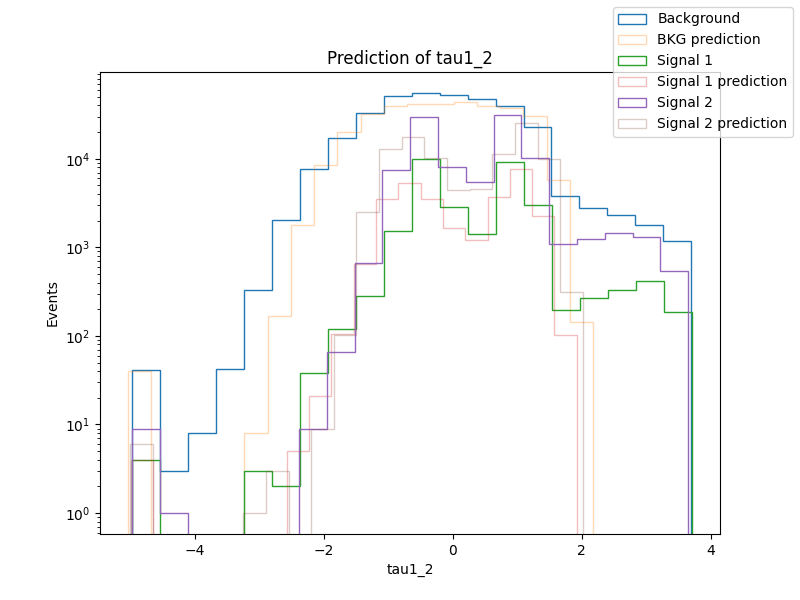 Prediction of tau1_2
Background
BKG prediction
Signal 1
Signal 1 prediction
Signal 2
Signal 2 prediction
Events
10^4
10^3
10^2
10^1
10^0
−4
−2
0
2
4
tau1_2